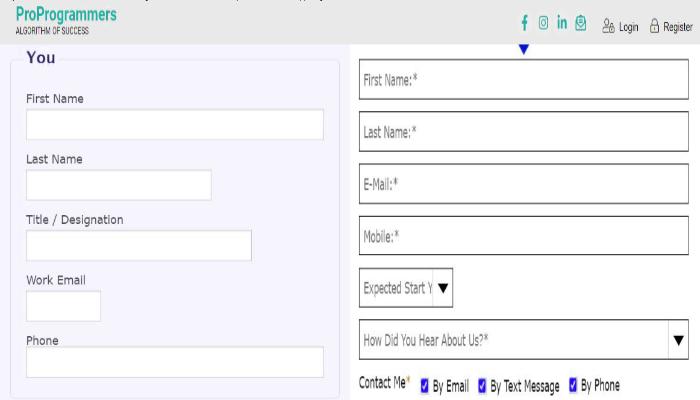 ProProgrammers
ALGORITHM OF SUCCESS
Login
Register
You
First Name
Last Name
Title / Designation
Work Email
Phone
First Name:*
Last Name:*
E-Mail:*
Mobile:*
Expected Start Y
How Did You Hear About Us?*
Contact Me* By Email By Text Message By Phone